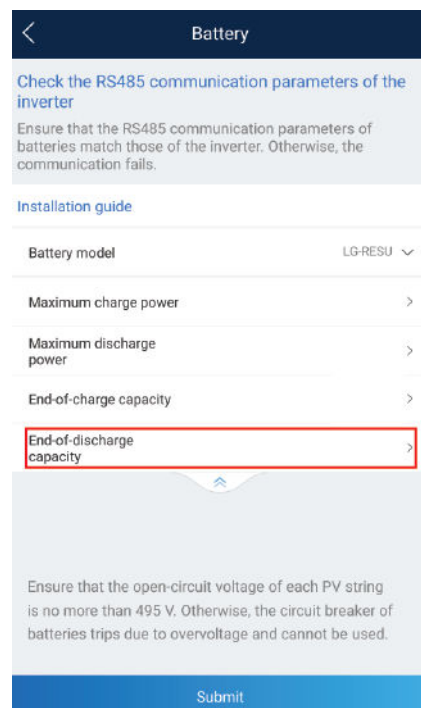 Battery
Check the RS485 communication parameters of the
inverter
Ensure that the RS485 communication parameters of
batteries match those of the inverter. Otherwise, the
communication fails.
Installation guide
Battery model LG-RESU
Maximum charge power
Maximum discharge
power
End-of-charge capacity
End-of-discharge
capacity
Ensure that the open-circuit voltage of each PV string
is no more than 495 V. Otherwise, the circuit breaker of
batteries trips due to overvoltage and cannot be used.
Submit